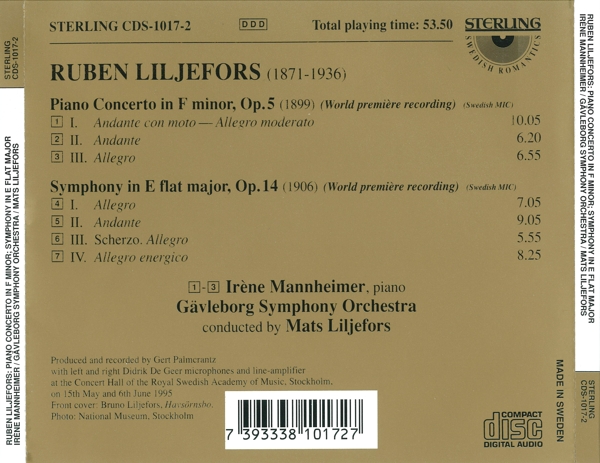 STERLING CDS-1017-2
DDD
Total playing time: 53.50
STERLING
SWEDISH ROMANTICS
RUBEN LILJEFORS (1871-1936)
Piano Concerto in F minor, Op. 5 (1899) (World première recording) (Swedish MIC)
1 I. Andante con moto — Allegro moderato 10.05
2 II. Andante 6.20
3 III. Allegro 6.55
Symphony in E flat major, Op. 14 (1906) (World première recording) (Swedish MIC)
4 I. Allegro 7.05
5 II. Andante 9.05
6 III. Scherzo. Allegro 5.55
7 IV. Allegro energico 8.25
1-3 Irène Mannheimer, piano
Gävleborg Symphony Orchestra
conducted by Mats Liljefors
Produced and recorded by Gert Palmcrantz
with left and right Didrik De Geer microphones and line-amplifier
at the Concert Hall of the Royal Swedish Academy of Music, Stockholm,
on 15th May and 6th June 1995
Front cover: Bruno Liljefors, Havsörnsbo.
Photo: National Museum, Stockholm
7 393338 101727
COMPACT
disc
DIGITAL AUDIO
MADE IN SWEDEN
STERLING
CDS-1017-2
RUBEN LILJEFORS: PIANO CONCERTO IN F MINOR; SYMPHONY IN E FLAT MAJOR
IRÈNE MANNHEIMER / GÄVLEBORG SYMPHONY ORCHESTRA / MATS LILJEFORS
RUBEN LILJEFORS: PIANO CONCERTO IN F MINOR; SYMPHONY IN E FLAT MAJOR
IRÈNE MANNHEIMER / GÄVLEBORG SYMPHONY ORCHESTRA / MATS LILJEFORS
STERLING
CDS-1017-2